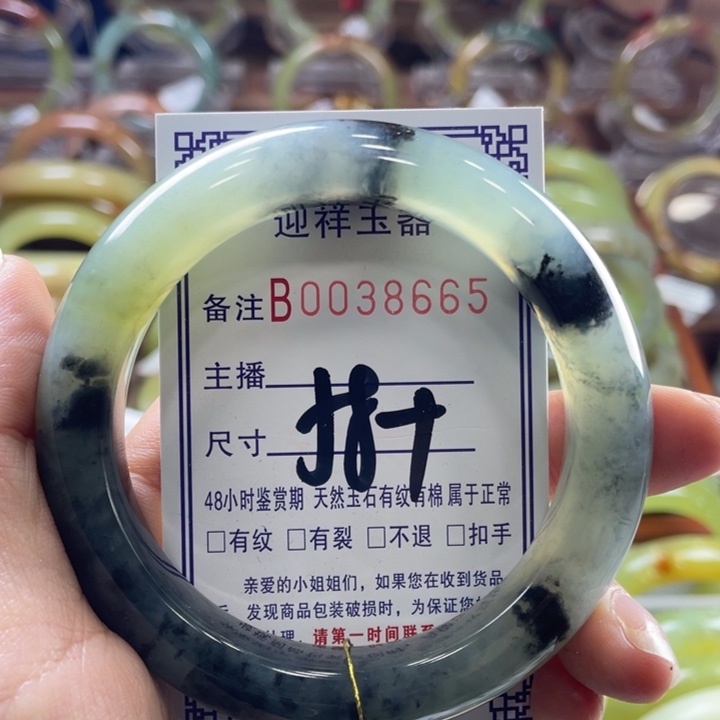 迎祥玉器
备注B0038665
主播
尺寸
48小时鉴赏期 天然玉石有纹有棉 属于正常
□有纹 □有裂 □不退 □扣手
亲爱的小姐姐们，如果您在收到货品
发现商品包装破损时，为保证您
请第一时间联系